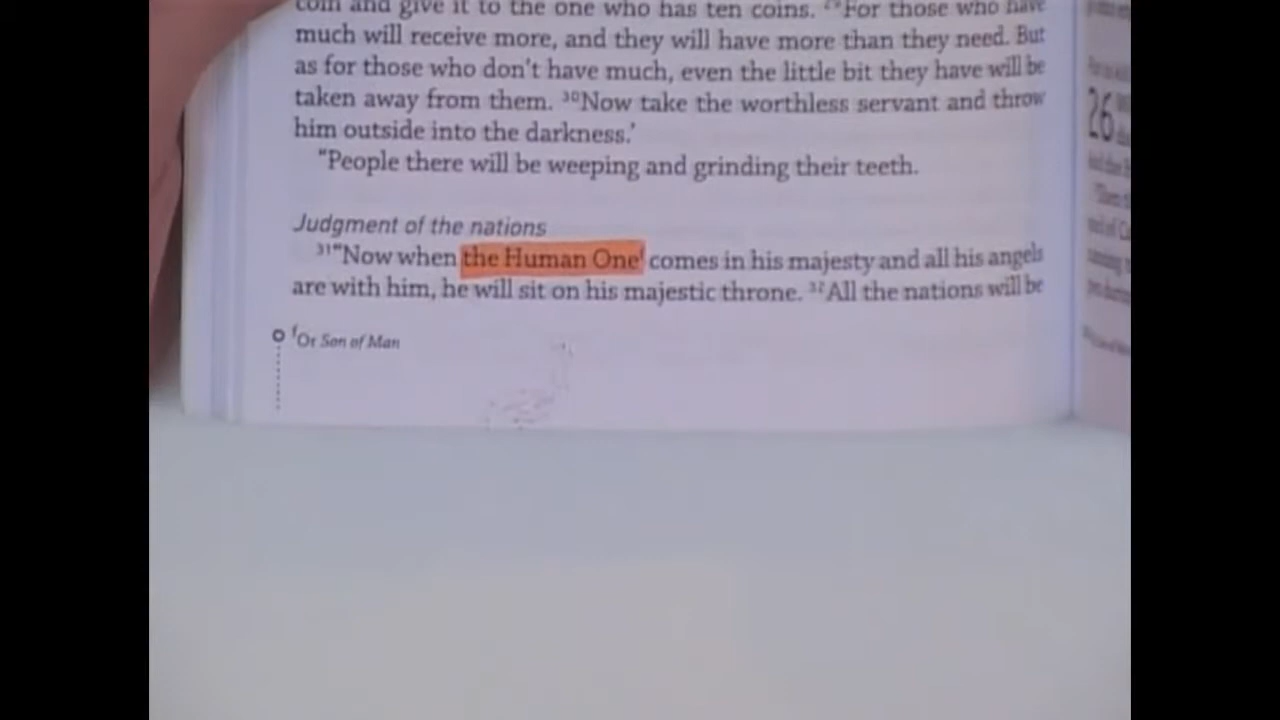 coin and give it to the one who has ten coins. ²⁹For those who have
much will receive more, and they will have more than they need. But
as for those who don't have much, even the little bit they have will be
taken away from them. ³⁰Now take the worthless servant and throw
him outside into the darkness.'
"People there will be weeping and grinding their teeth.
Judgment of the nations
³¹"Now when the Human Oneᶠ comes in his majesty and all his angels
are with him, he will sit on his majestic throne. ³²All the nations will be
ᶠOr Son of Man
26